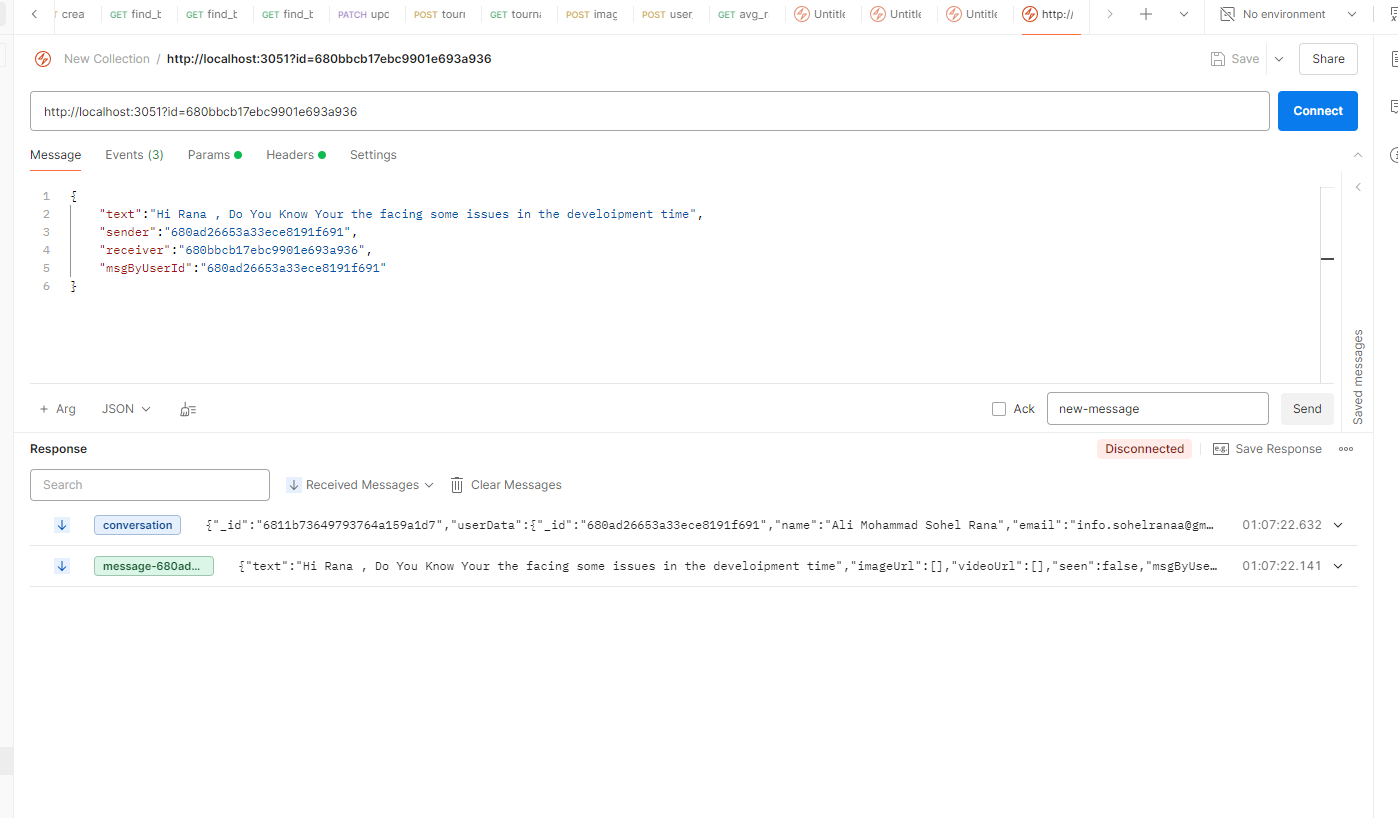 crea GET find_b GET find_b GET find_b PATCH upc POST tourn GET tourna POST imag POST user_ GET avg_r Untitle Untitle Untitle http:// No environment
New Collection / http://localhost:3051?id=680bbcb17ebc9901e693a936 Save Share
http://localhost:3051?id=680bbcb17ebc9901e693a936 Connect
Message Events (3) Params Headers Settings
1 {
2 "text":"Hi Rana , Do You Know Your the facing some issues in the develoipment time",
3 "sender":"680ad26653a33ece8191f691",
4 "receiver":"680bbcb17ebc9901e693a936",
5 "msgByUserId":"680ad26653a33ece8191f691"
6 }
Saved messages
+ Arg JSON Ack new-message Send
Response Disconnected e.g. Save Response
Search Received Messages Clear Messages
conversation {"_id":"6811b73649793764a159a1d7","userData":{"_id":"680ad26653a33ece8191f691","name":"Ali Mohammad Sohel Rana","email":"info.sohelranaa@gm… 01:07:22.632
message-680ad... {"text":"Hi Rana , Do You Know Your the facing some issues in the develoipment time","imageUrl":[],"videoUrl":[],"seen":false,"msgByUse… 01:07:22.141